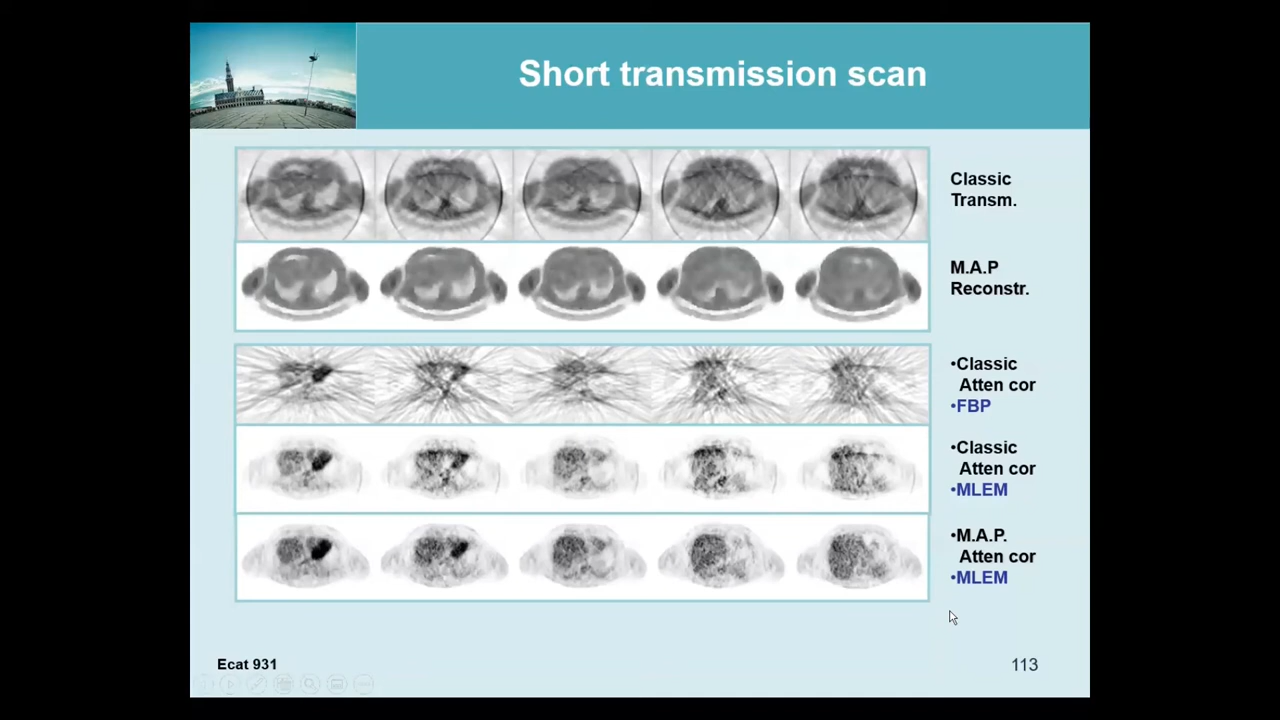 Short transmission scan
Classic
Transm.
M.A.P
Reconstr.
•Classic
Atten cor
•FBP
•Classic
Atten cor
•MLEM
•M.A.P.
Atten cor
•MLEM
Ecat 931
113